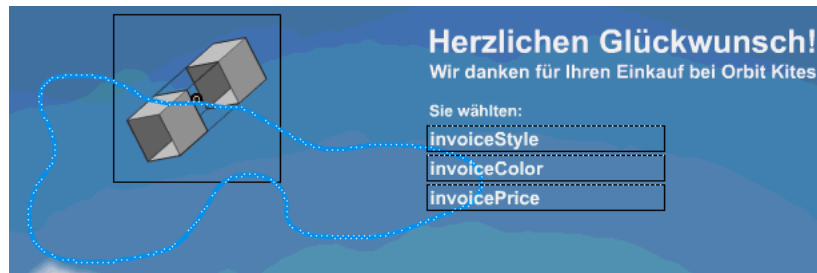 Herzlichen Glückwunsch!
Wir danken für Ihren Einkauf bei Orbit Kites
Sie wählten:
invoiceStyle
invoiceColor
invoicePrice